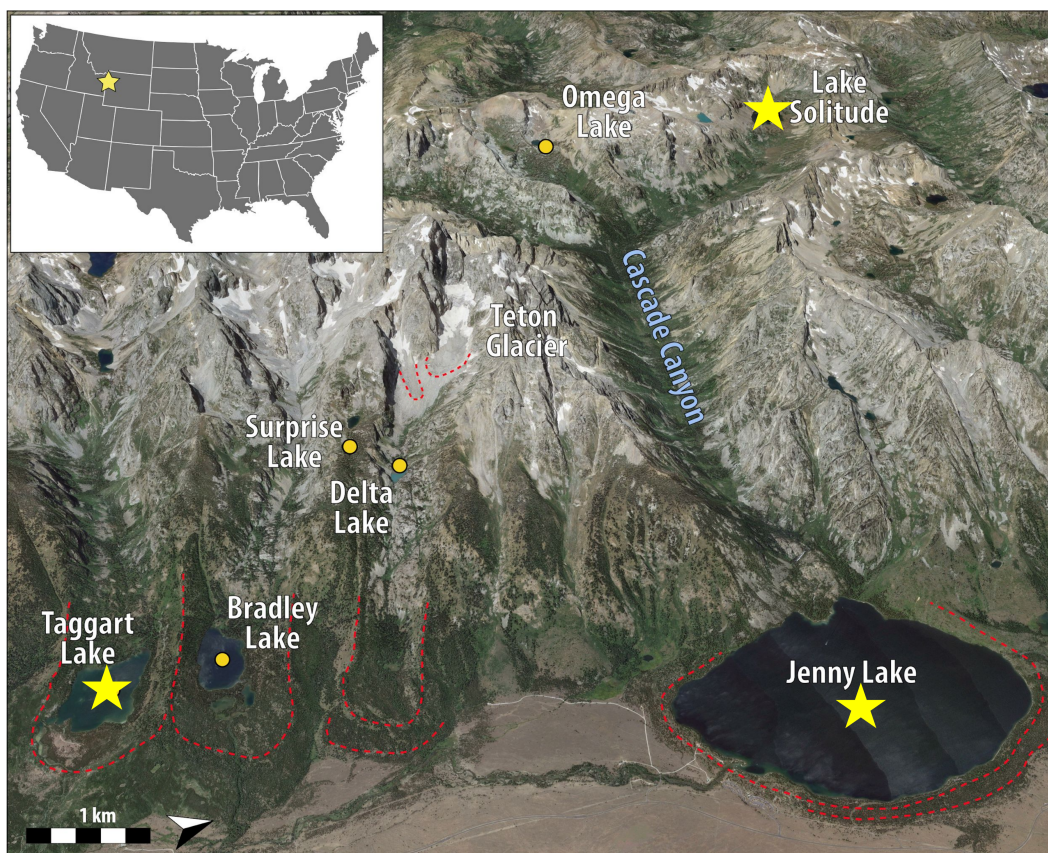 Omega
Lake
Lake
Solitude
Cascade Canyon
Teton
Glacier
Surprise
Lake
Delta
Lake
Taggart
Lake
Bradley
Lake
Jenny Lake
1 km